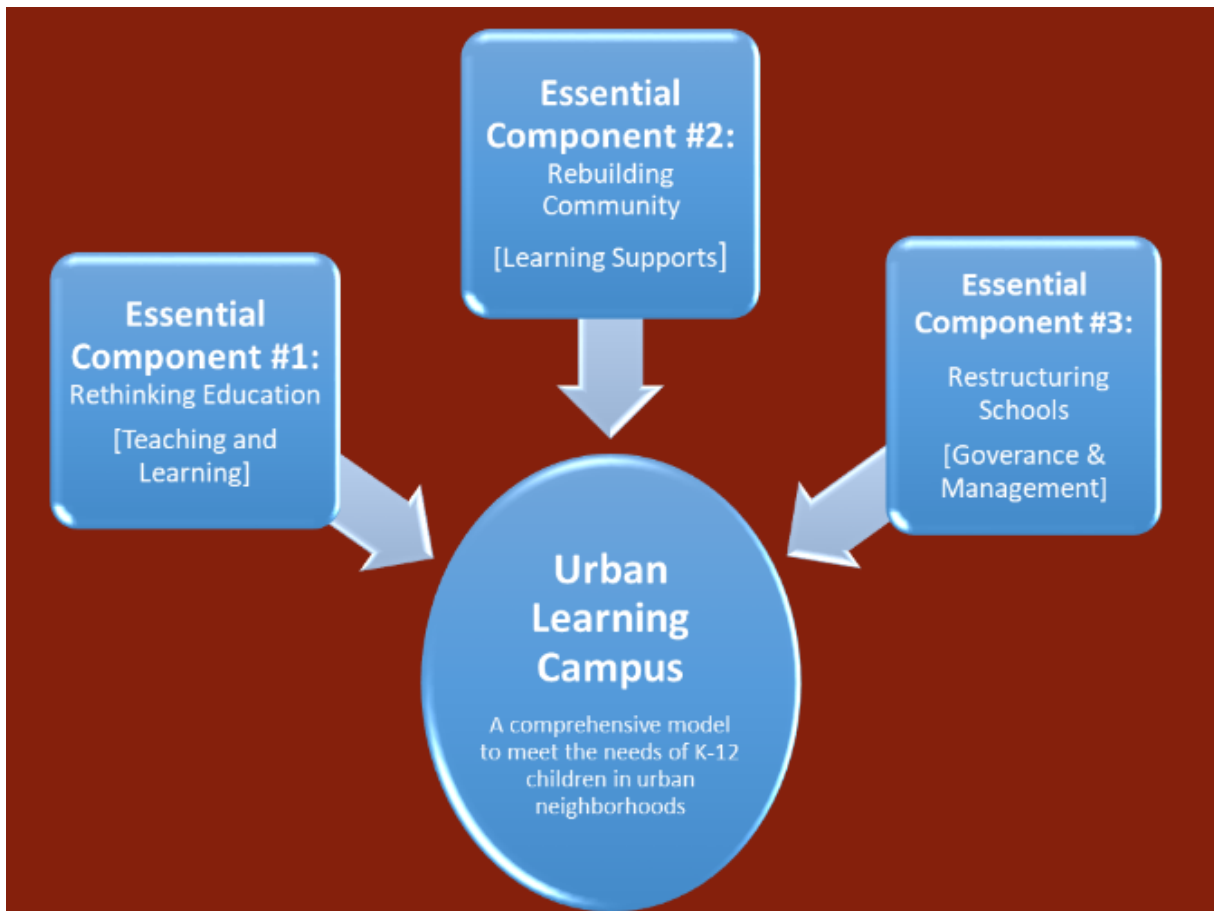 Essential
Component #1:
Rethinking Education
[Teaching and
Learning]
Essential
Component #2:
Rebuilding
Community
[Learning Supports]
Essential
Component #3:
Restructuring
Schools
[Goverance &
Management]
Urban
Learning
Campus
A comprehensive model
to meet the needs of K-12
children in urban
neighborhoods